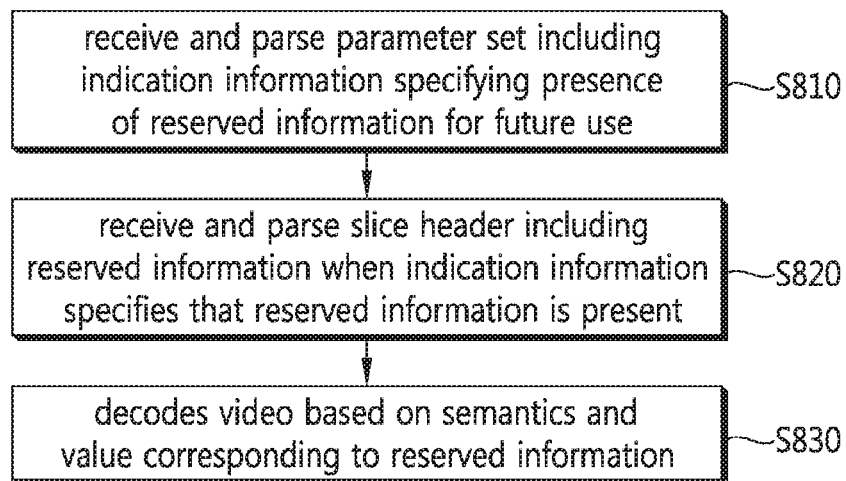 receive and parse parameter set including
indication information specifying presence
of reserved information for future use
S810
receive and parse slice header including
reserved information when indication information
specifies that reserved information is present
S820
decodes video based on semantics and
value corresponding to reserved information
S830